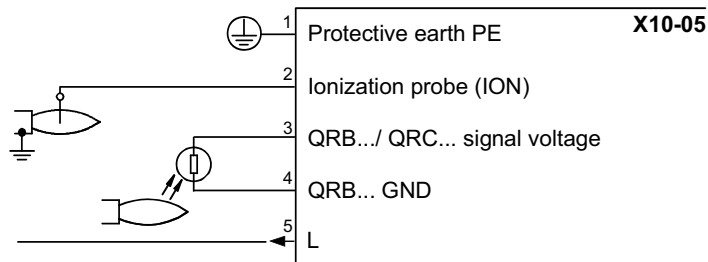 X10-05
1 Protective earth PE
2 Ionization probe (ION)
3 QRB.../ QRC... signal voltage
4 QRB... GND
5 L